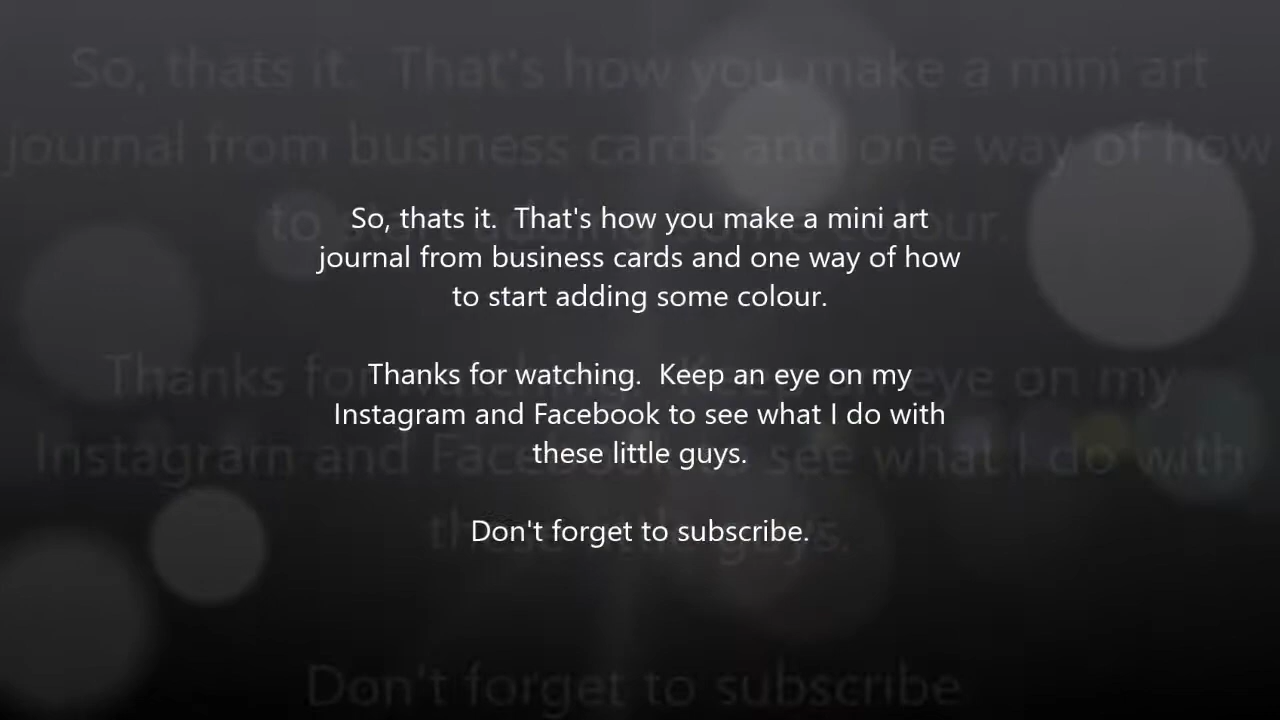 So, thats it.  That's how you make a mini art
journal from business cards and one way of how
to start adding some colour.
Thanks for watching.  Keep an eye on my
Instagram and Facebook to see what I do with
these little guys.
Don't forget to subscribe.